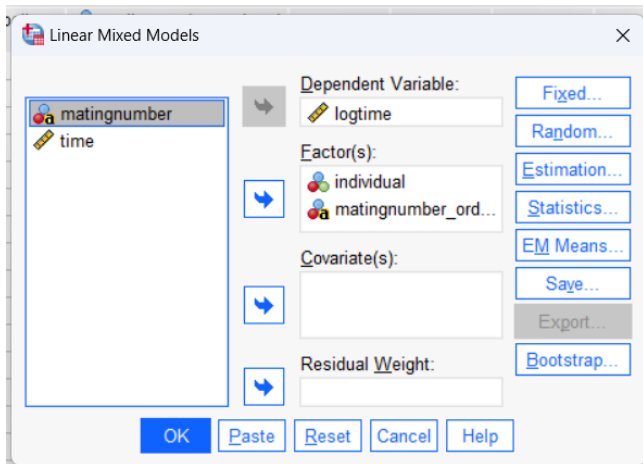 Linear Mixed Models
matingnumber
time
Dependent Variable:
logtime
Factor(s):
individual
matingnumber_ord...
Covariate(s):
Residual Weight:
Fixed...
Random...
Estimation...
Statistics...
EM Means...
Save...
Export...
Bootstrap...
OK Paste Reset Cancel Help